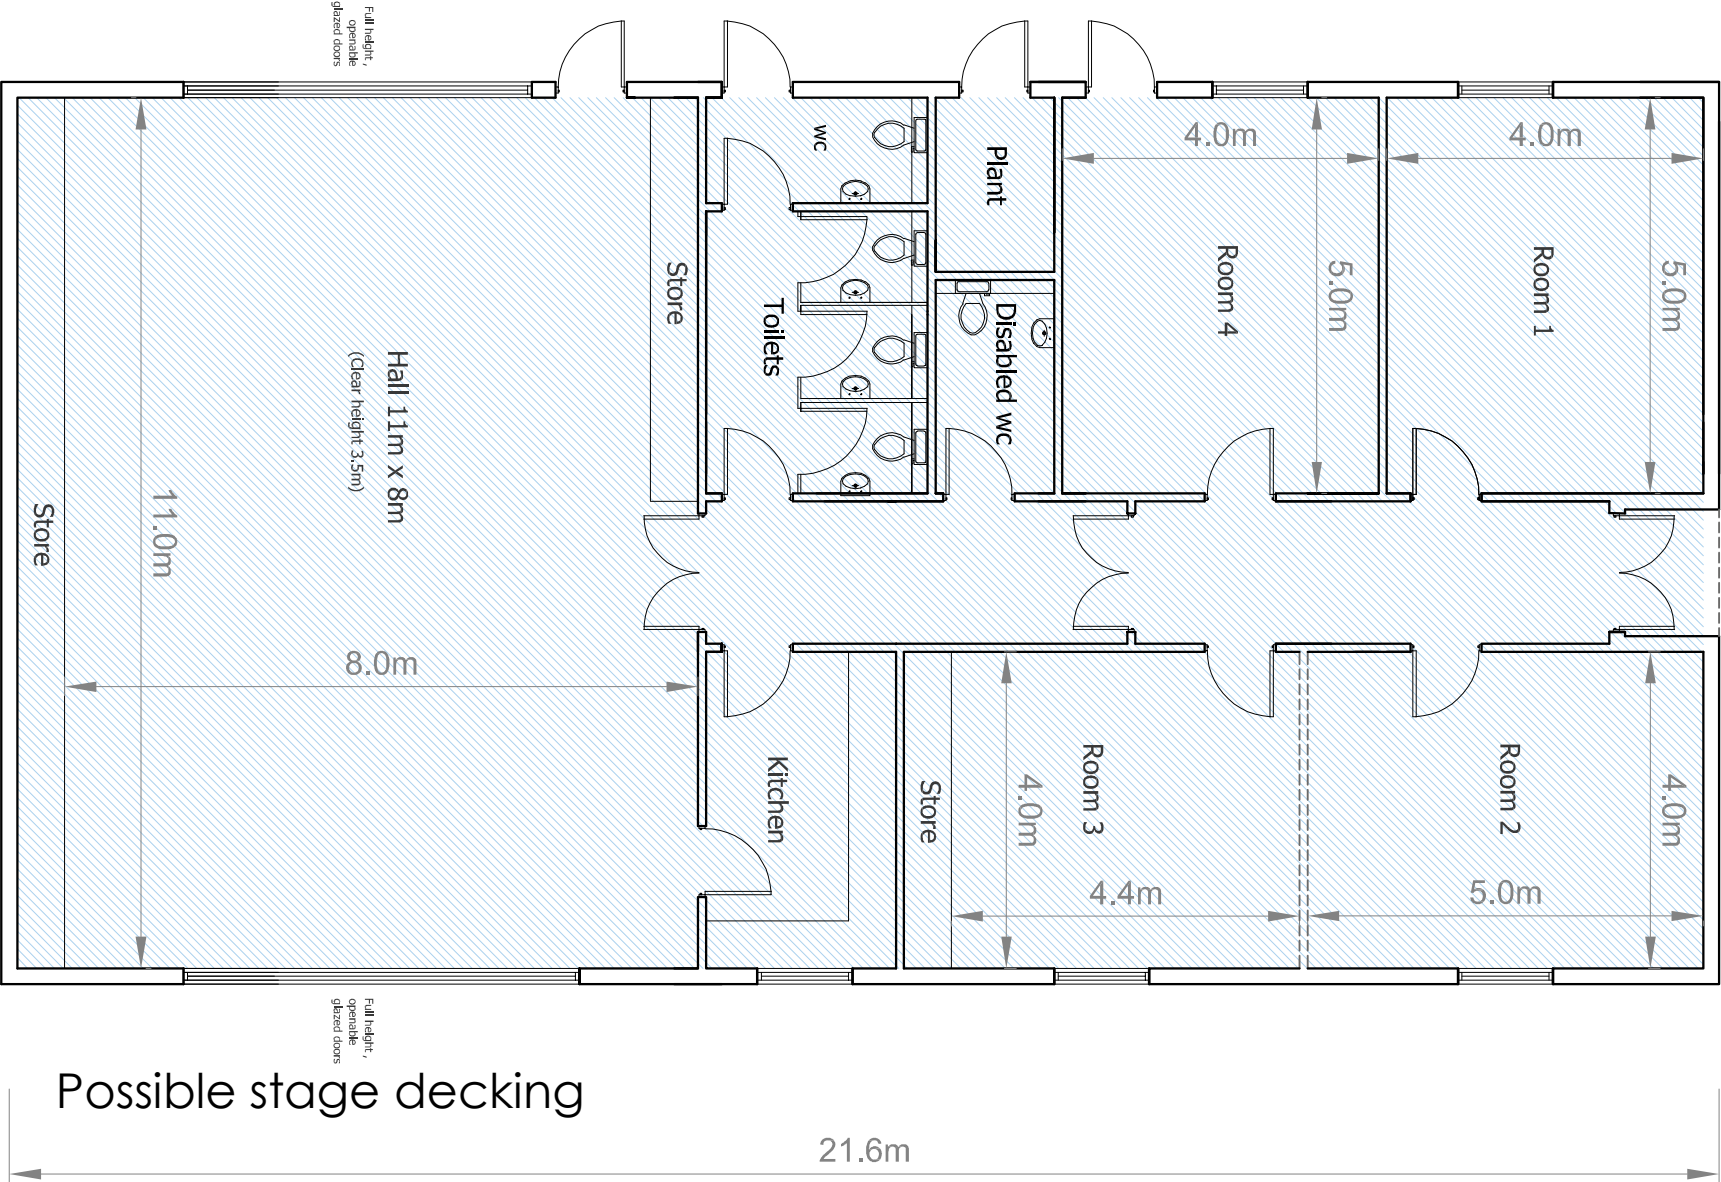 Full height ,
openable
glazed doors
wc
Plant
4.0m
4.0m
Store
Toilets
Disabled wc
Room 4
5.0m
Room 1
5.0m
Hall 11m x 8m
(Clear height 3.5m)
11.0m
Store
8.0m
Kitchen
Store
4.0m
Room 3
Room 2
4.0m
4.4m
5.0m
Full height ,
openable
glazed doors
Possible stage decking
21.6m